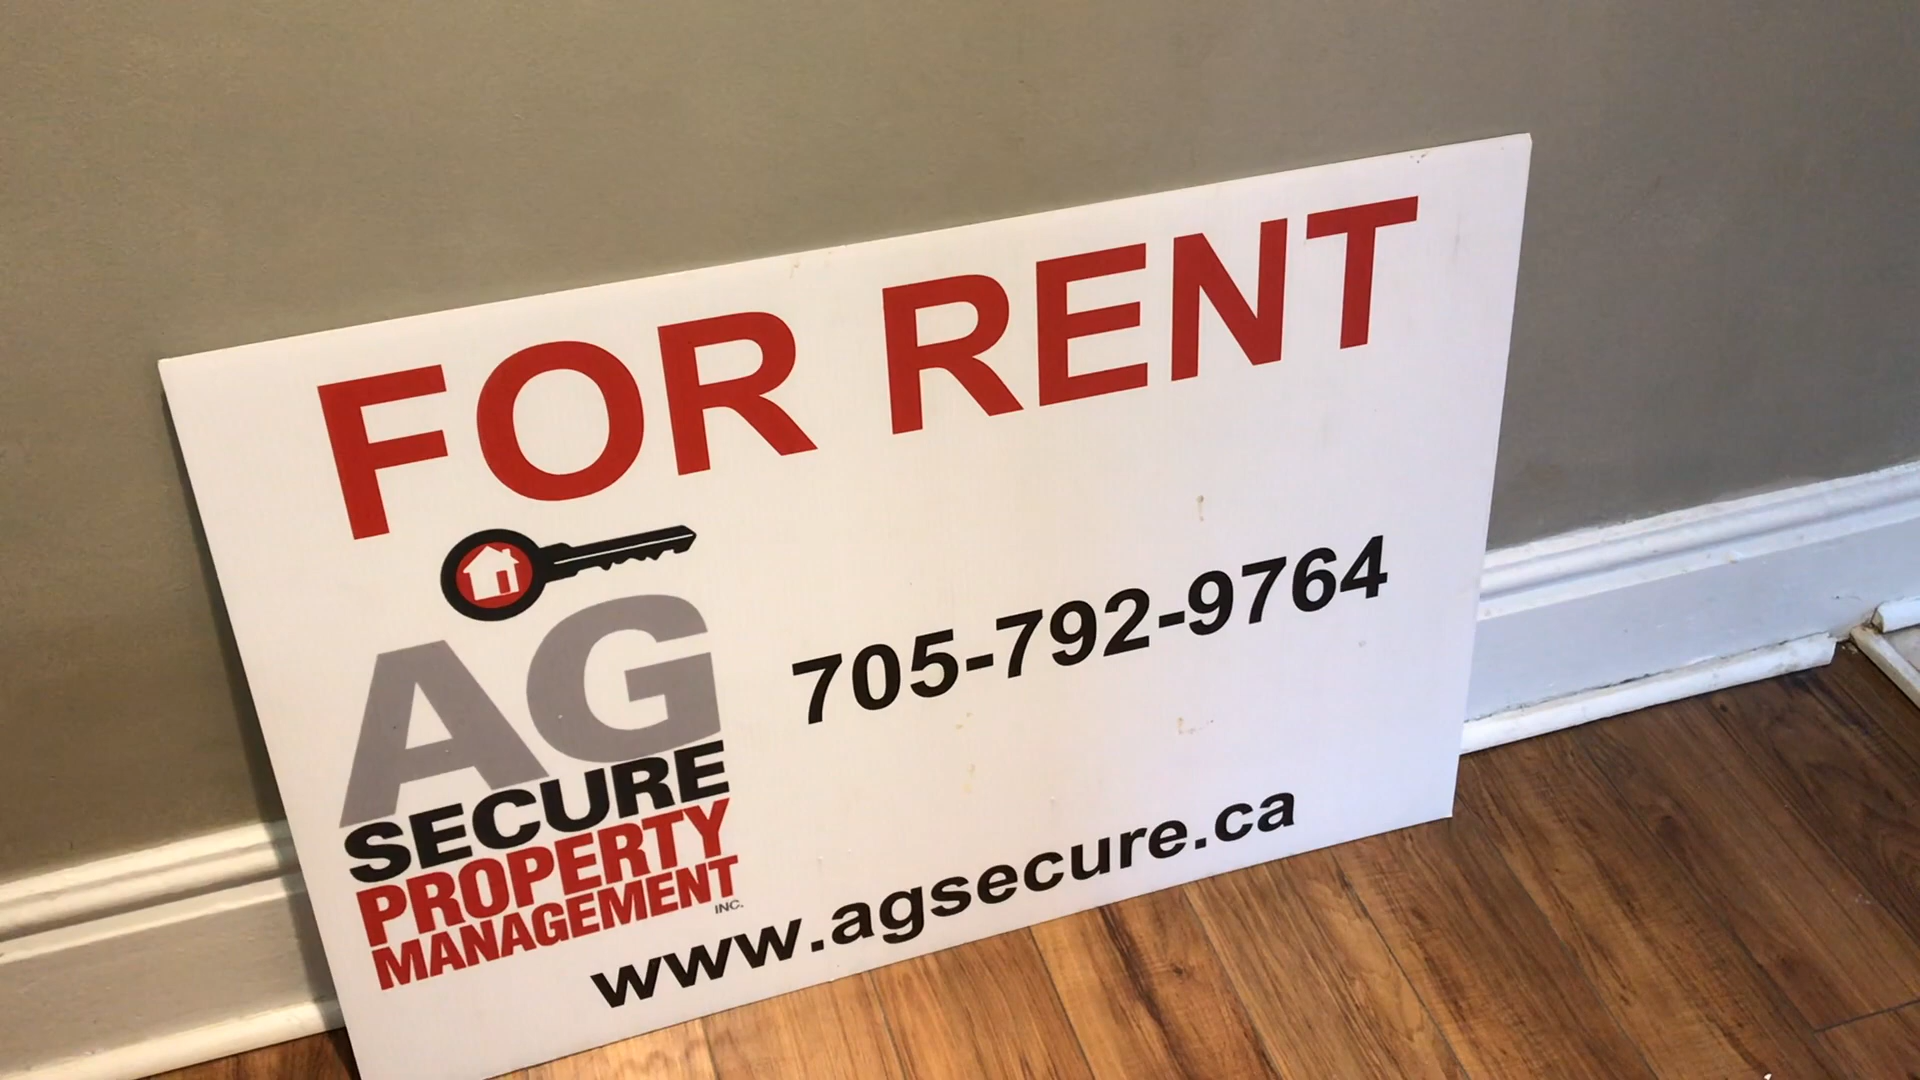 FOR RENT
AG
SECURE
PROPERTY
MANAGEMENT
INC.
705-792-9764
www.agsecure.ca